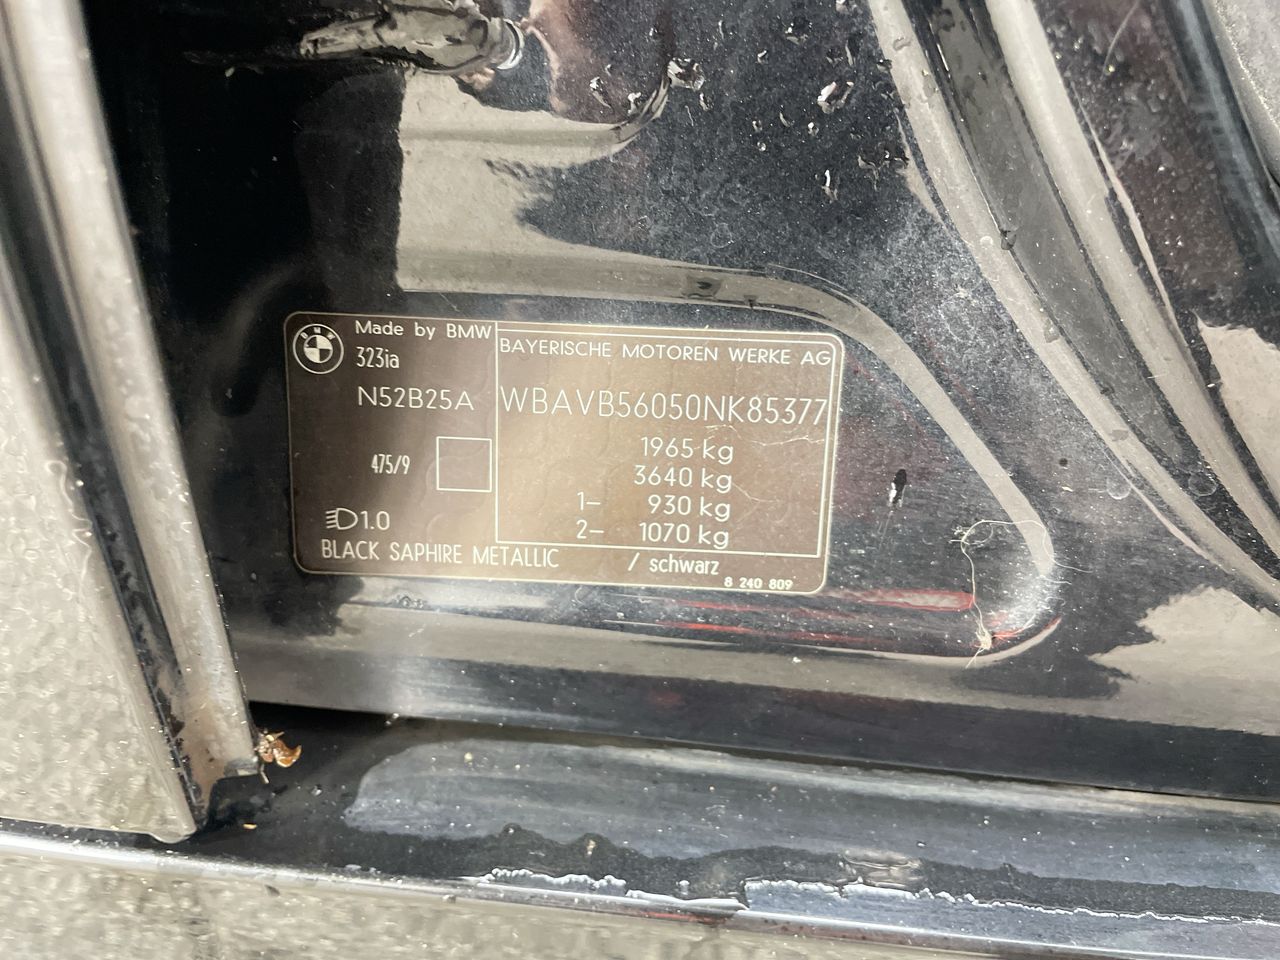 BMW
Made by BMW
323ia
N52B25A
475/9
1.0
BAYERISCHE MOTOREN WERKE AG
WBAVB56050NK85377
1965 kg
3640 kg
1- 930 kg
2- 1070 kg
BLACK SAPHIRE METALLIC / schwarz
8 240 809